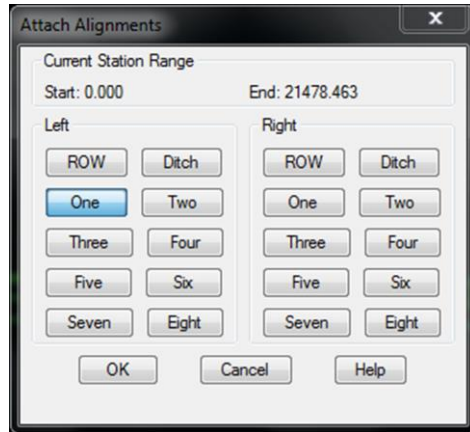 Attach Alignments
X
Current Station Range
Start: 0.000 End: 21478.463
Left
ROW Ditch
One Two
Three Four
Five Six
Seven Eight
Right
ROW Ditch
One Two
Three Four
Five Six
Seven Eight
OK Cancel Help